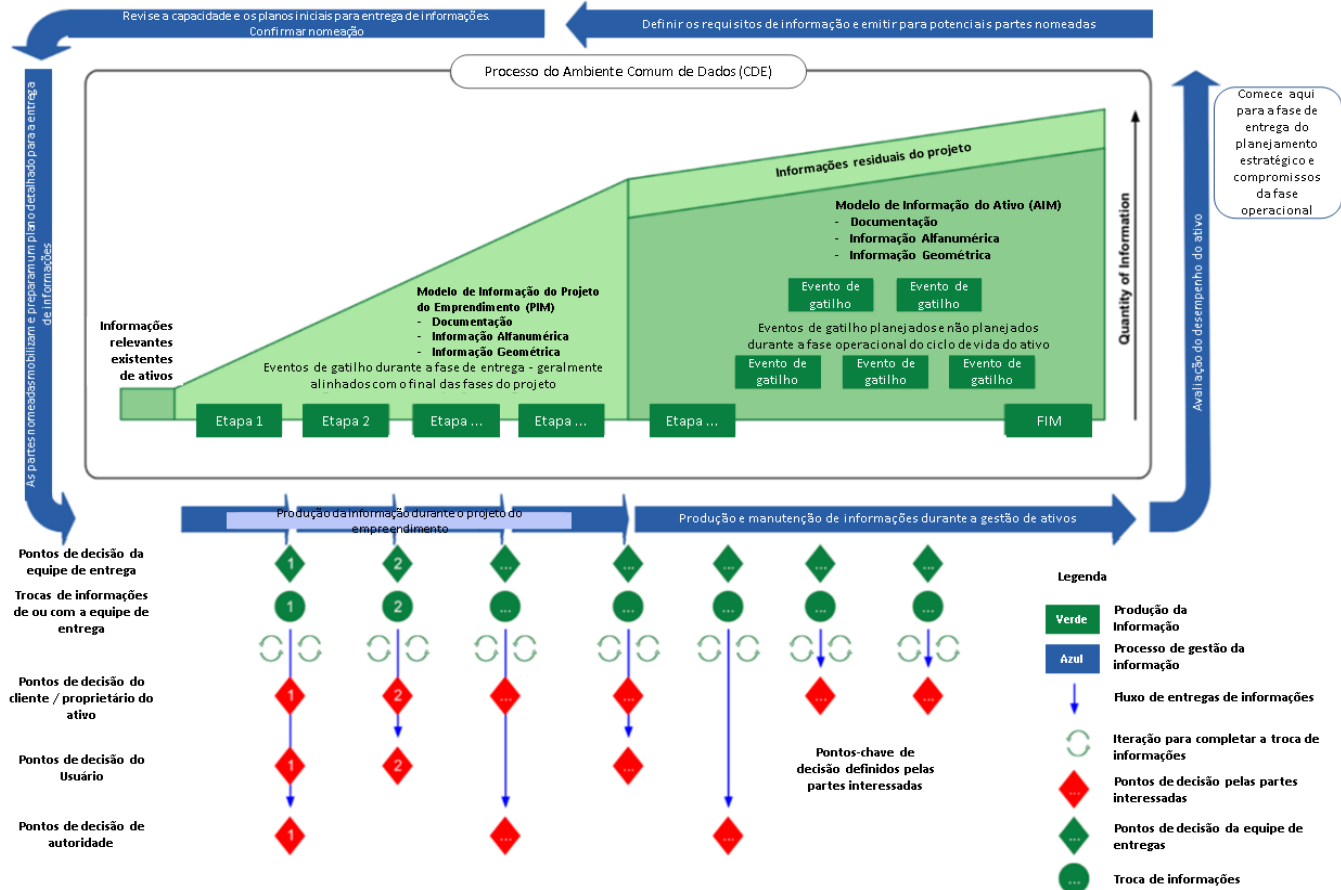 Revise a capacidade e os planos iniciais para entrega de informações.
Confirmar nomeação
Definir os requisitos de informação e emitir para potenciais partes nomeadas
Processo do Ambiente Comum de Dados (CDE)
As partes nomeadas mobilizam e preparam um plano detalhado para a entrega
de informações
Comece aqui
para a fase de
entrega do
planejamento
estratégico e
compromissos
da fase
operacional
Avaliação do desempenho do ativo
Informações residuais do projeto
Quantity of Information
Modelo de Informação do Ativo (AIM)
- Documentação
- Informação Alfanumérica
- Informação Geométrica
Evento de
gatilho
Evento de
gatilho
Eventos de gatilho planejados e não planejados
durante a fase operacional do ciclo de vida do ativo
Evento de
gatilho
Evento de
gatilho
Evento de
gatilho
Modelo de Informação do Projeto
do Emprendimento (PIM)
- Documentação
- Informação Alfanumérica
- Informação Geométrica
Informações
relevantes
existentes
de ativos
Eventos de gatilho durante a fase de entrega - geralmente
alinhados com o final das fases do projeto
Etapa 1
Etapa 2
Etapa ...
Etapa ...
Etapa ...
FIM
Produção da informação durante o projeto do
empreendimento
Produção e manutenção de informações durante a gestão de ativos
Pontos de decisão da
equipe de entrega
1
2
...
...
...
...
...
Trocas de informações
de ou com a equipe de
entrega
1
2
...
...
...
...
...
Pontos de decisão do
cliente / proprietário do
ativo
1
2
...
...
...
...
Pontos de decisão do
Usuário
1
2
...
Pontos de decisão de
autoridade
1
...
...
Pontos-chave de
decisão definidos pelas
partes interessadas
Legenda
Verde
Produção da
Informação
Azul
Processo de gestão da
informação
Fluxo de entregas de informações
Iteração para completar a troca de
informações
...
Pontos de decisão pelas partes
interessadas
...
Pontos de decisão da equipe de
entregas
...
Troca de informações